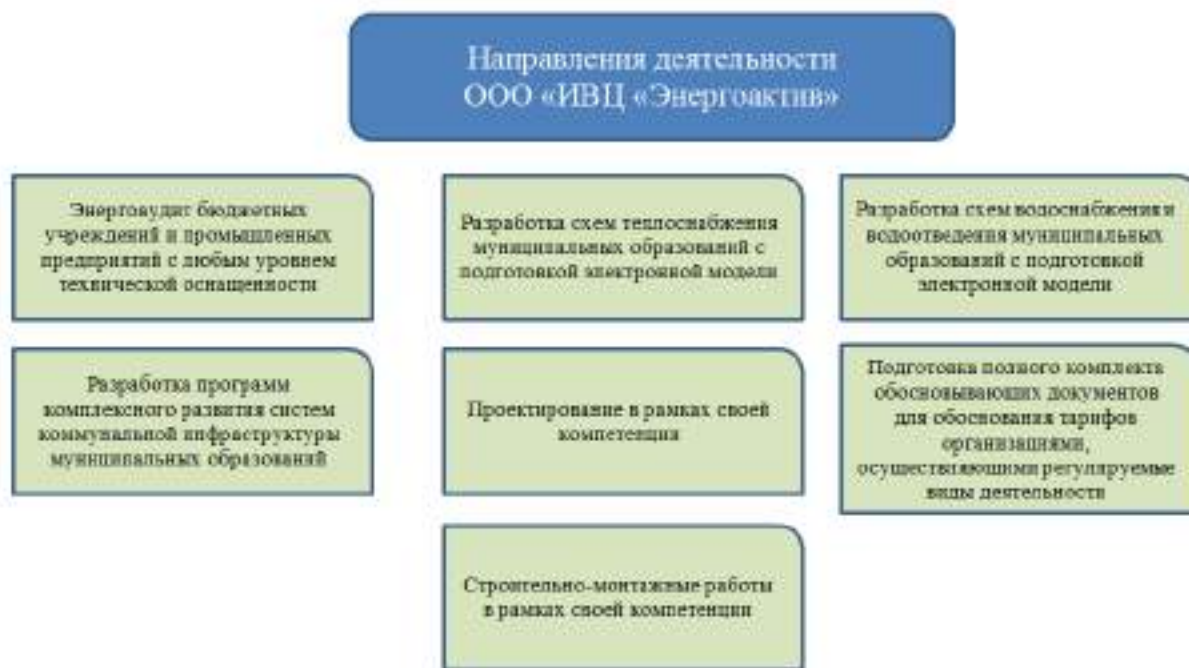 Направления деятельности
ООО «ИВЦ «Энергоактив»
Энергоаудит бюджетных
учреждений и промышленных
предприятий с любым уровнем
технической оснащенности
Разработка схем теплоснабжения
муниципальных образований с
подготовкой электронной модели
Разработка схем водоснабжения и
водоотведения муниципальных
образований с подготовкой
электронной модели
Разработка программ
комплексного развития систем
коммунальной инфраструктуры
муниципальных образований
Проектирование в рамках своей
компетенции
Подготовка полного комплекта
обосновывающих документов
для обоснования тарифов
организациями,
осуществляющими регулируемые
виды деятельности
Строительно-монтажные работы
в рамках своей компетенции